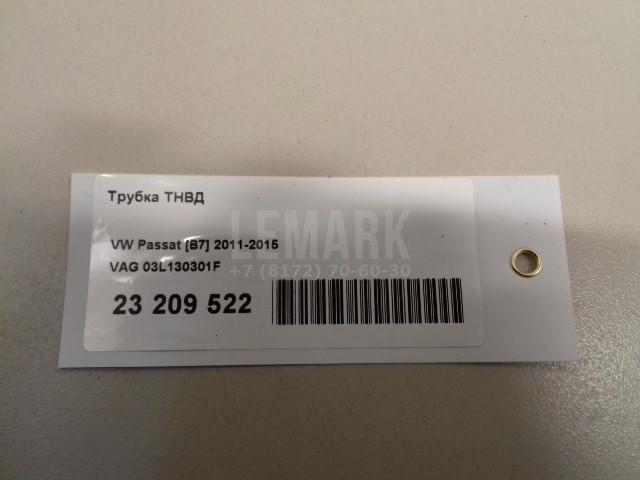 Трубка ТНВД
LEMARK
VW Passat [B7] 2011-2015
VAG 03L130301F
+7 (8172) 70-60-30
23 209 522